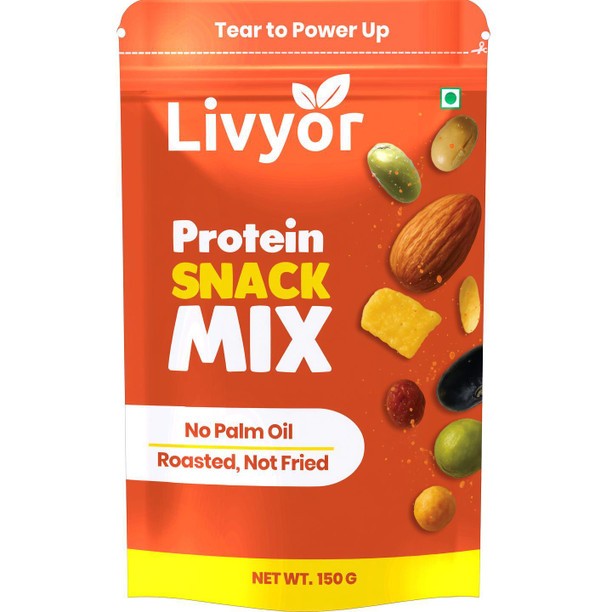 Tear to Power Up
Livyor
Protein
SNACK
MIX
No Palm Oil
Roasted, Not Fried
NET WT. 150 G